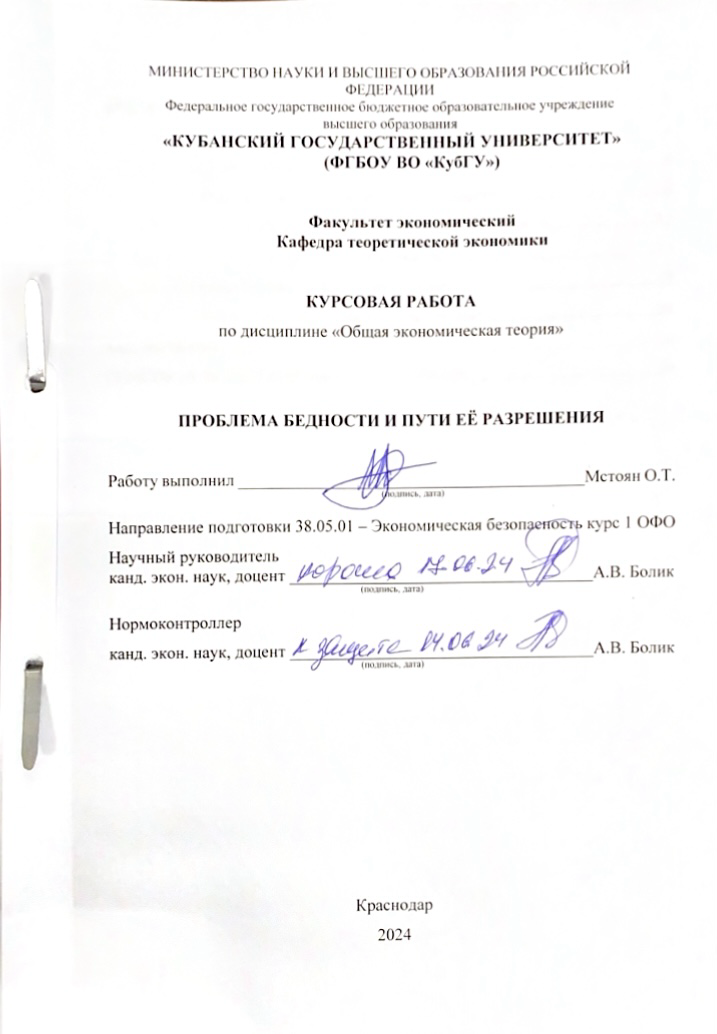 МИНИСТЕРСТВО НАУКИ И ВЫСШЕГО ОБРАЗОВАНИЯ РОССИЙСКОЙ
ФЕДЕРАЦИИ
Федеральное государственное бюджетное образовательное учреждение
высшего образования
«КУБАНСКИЙ ГОСУДАРСТВЕННЫЙ УНИВЕРСИТЕТ»
(ФГБОУ ВО «КубГУ»)
Факультет экономический
Кафедра теоретической экономики
КУРСОВАЯ РАБОТА
по дисциплине «Общая экономическая теория»
ПРОБЛЕМА БЕДНОСТИ И ПУТИ ЕЁ РАЗРЕШЕНИЯ
Работу выполнил Мстоян О.Т.
(подпись, дата)
Направление подготовки 38.05.01 – Экономическая безопасность курс 1 ОФО
Научный руководитель
канд. экон. наук, доцент хорошо 17.06.24 А.В. Болик
(подпись, дата)
Нормоконтроллер
канд. экон. наук, доцент к защите 14.06.24 А.В. Болик
(подпись, дата)
Краснодар
2024